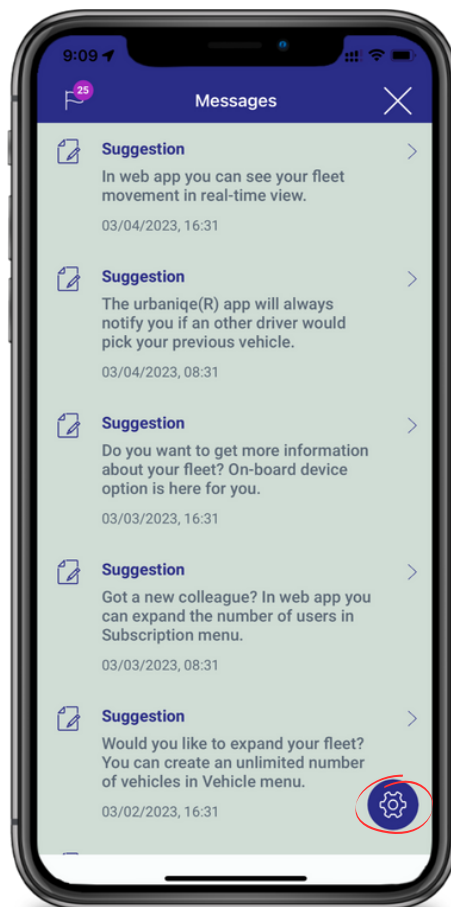 9:09
25
Messages
Suggestion
In web app you can see your fleet
movement in real-time view.
03/04/2023, 16:31
Suggestion
The urbaniqe(R) app will always
notify you if an other driver would
pick your previous vehicle.
03/04/2023, 08:31
Suggestion
Do you want to get more information
about your fleet? On-board device
option is here for you.
03/03/2023, 16:31
Suggestion
Got a new colleague? In web app you
can expand the number of users in
Subscription menu.
03/03/2023, 08:31
Suggestion
Would you like to expand your fleet?
You can create an unlimited number
of vehicles in Vehicle menu.
03/02/2023, 16:31